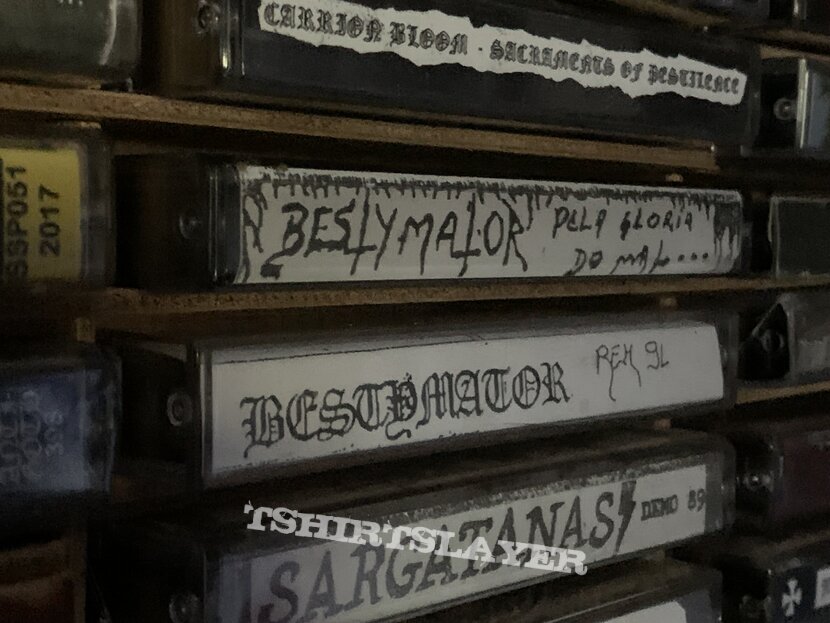 CARRION BLOOM - SACRAMENTS OF PESTILENCE
SSP051
2017
BESTYMATOR PELA GLORIA
DO MAL...
BESTYMATOR REH 91
SARGATANAS DEMO 89
TSHIRTSLAYER